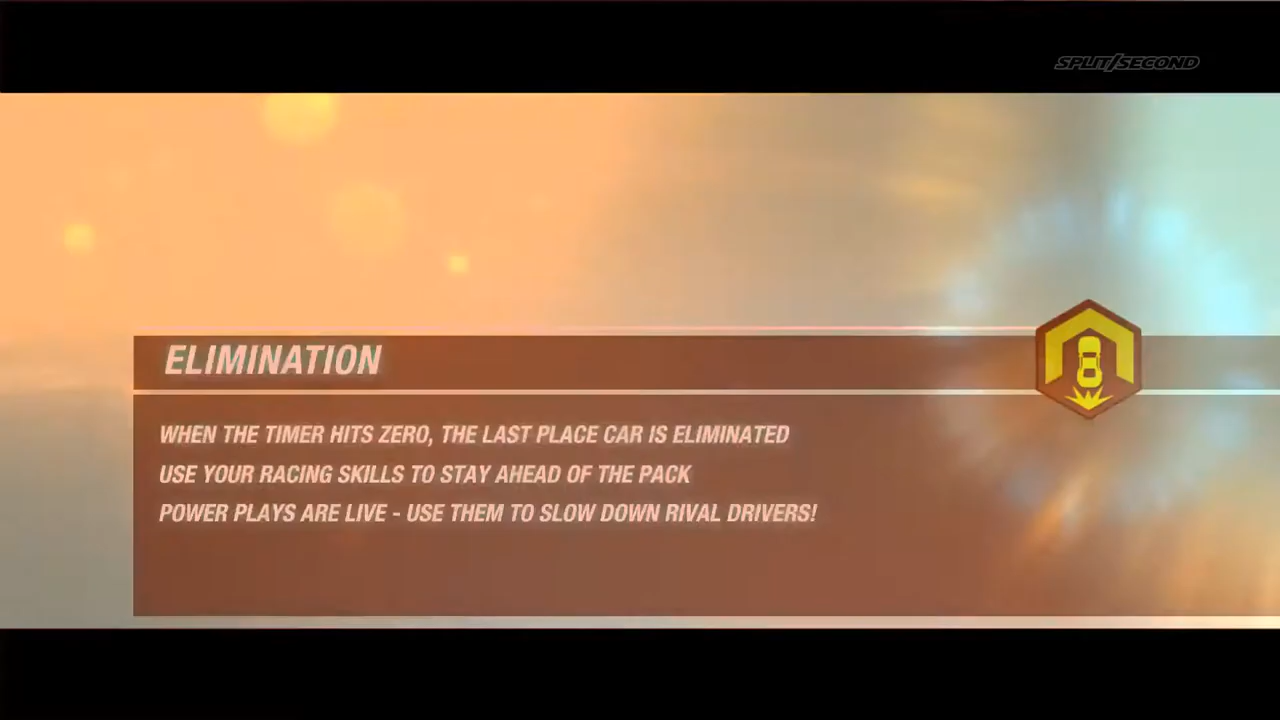 SPLIT/SECOND
ELIMINATION
WHEN THE TIMER HITS ZERO, THE LAST PLACE CAR IS ELIMINATED
USE YOUR RACING SKILLS TO STAY AHEAD OF THE PACK
POWER PLAYS ARE LIVE - USE THEM TO SLOW DOWN RIVAL DRIVERS!